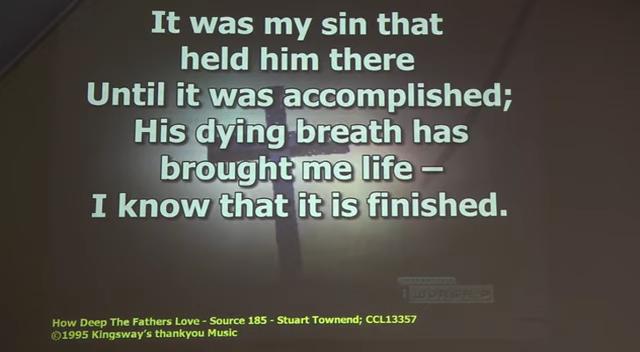 It was my sin that
held him there
Until it was accomplished;
His dying breath has
brought me life –
I know that it is finished.
How Deep The Fathers Love - Source 185 - Stuart Townend; CCL13357
©1995 Kingsway's thankyou Music